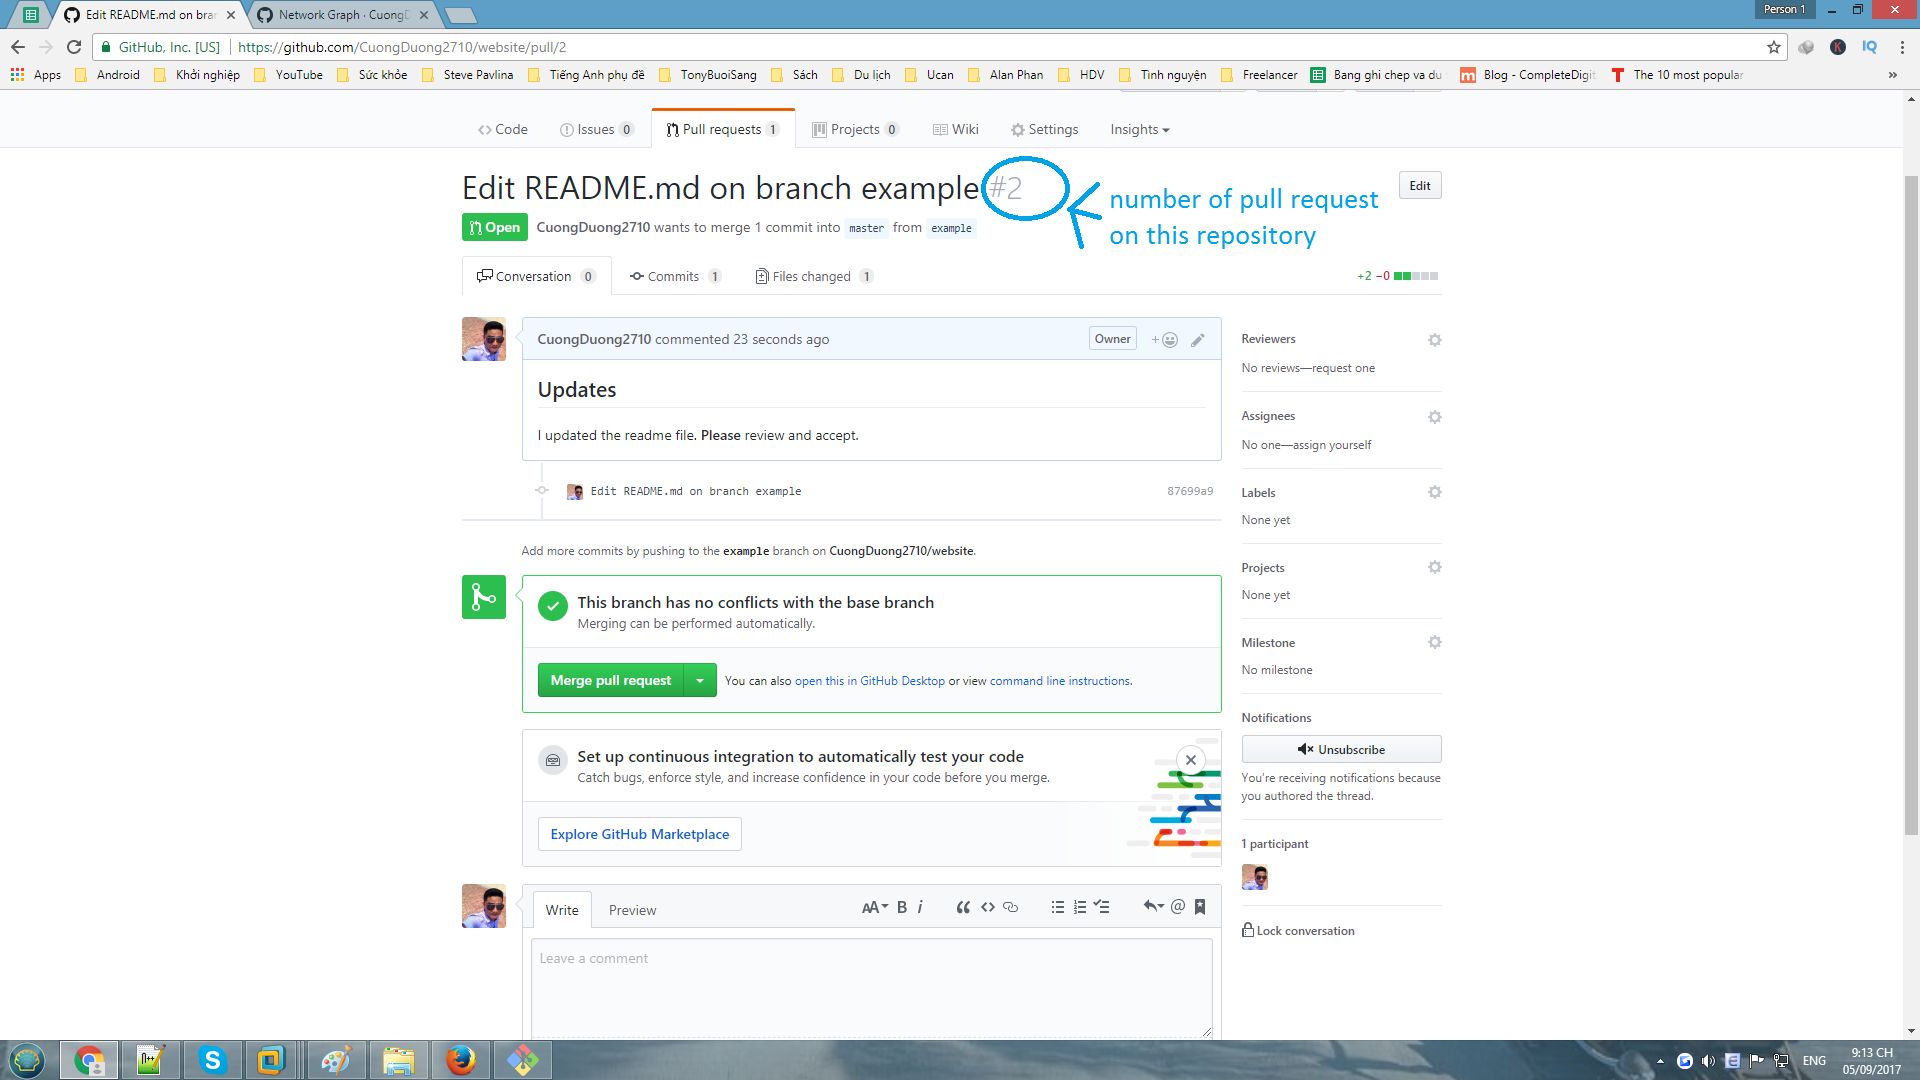 Edit README.md on bran
Network Graph · CuongD
Person 1
GitHub, Inc. [US]
https://github.com/CuongDuong2710/website/pull/2
Apps
Android
Khởi nghiệp
YouTube
Sức khỏe
Steve Pavlina
Tiếng Anh phụ đề
TonyBuoiSang
Sách
Du lịch
Ucan
Alan Phan
HDV
Tình nguyện
Freelancer
Bang ghi chep va du
Blog - CompleteDigit
The 10 most popular
»
Code
Issues 0
Pull requests 1
Projects 0
Wiki
Settings
Insights
Edit README.md on branch example #2
Edit
number of pull request
on this repository
Open
CuongDuong2710 wants to merge 1 commit into master from example
Conversation 0
Commits 1
Files changed 1
+2 −0
CuongDuong2710 commented 23 seconds ago
Owner
Updates
I updated the readme file. Please review and accept.
Edit README.md on branch example
87699a9
Add more commits by pushing to the example branch on CuongDuong2710/website.
This branch has no conflicts with the base branch
Merging can be performed automatically.
Merge pull request
You can also open this in GitHub Desktop or view command line instructions.
Set up continuous integration to automatically test your code
Catch bugs, enforce style, and increase confidence in your code before you merge.
Explore GitHub Marketplace
Write
Preview
Leave a comment
Reviewers
No reviews—request one
Assignees
No one—assign yourself
Labels
None yet
Projects
None yet
Milestone
No milestone
Notifications
Unsubscribe
You're receiving notifications because
you authored the thread.
1 participant
Lock conversation
ENG
9:13 CH
05/09/2017